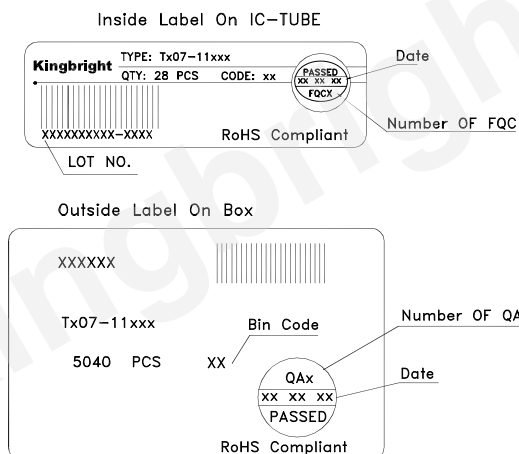 Inside Label On IC-TUBE
Kingbright
TYPE: Tx07-11xxx
QTY: 28 PCS CODE: xx
PASSED
XX XX XX
FQCX
Date
Number OF FQC
XXXXXXXXXX-XXXX
RoHS Compliant
LOT NO.
Outside Label On Box
XXXXXX
Tx07-11xxx
Bin Code
Number OF QA
5040 PCS
XX
QAx
XX XX XX
PASSED
Date
RoHS Compliant